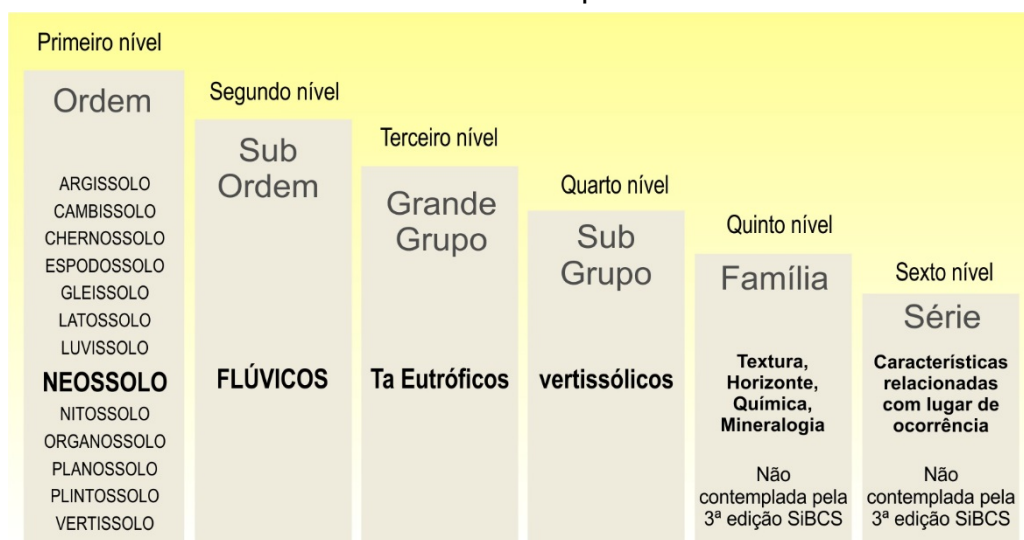 Primeiro nível
Ordem
ARGISSOLO
CAMBISSOLO
CHERNOSSOLO
ESPODOSSOLO
GLEISSOLO
LATOSSOLO
LUVISSOLO
NEOSSOLO
NITOSSOLO
ORGANOSSOLO
PLANOSSOLO
PLINTOSSOLO
VERTISSOLO
Segundo nível
Sub
Ordem
FLÚVICOS
Terceiro nível
Grande
Grupo
Ta Eutróficos
Quarto nível
Sub
Grupo
vertissólicos
Quinto nível
Família
Textura,
Horizonte,
Química,
Mineralogia
Não
contemplada pela
3ª edição SiBCS
Sexto nível
Série
Características
relacionadas
com lugar de
ocorrência
Não
contemplada pela
3ª edição SiBCS